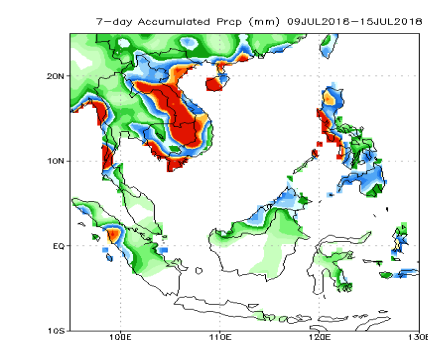 7-day Accumulated Prcp (mm) 09JUL2018-15JUL2018
20N
10N
EQ
10S
100E
110E
120E
130E